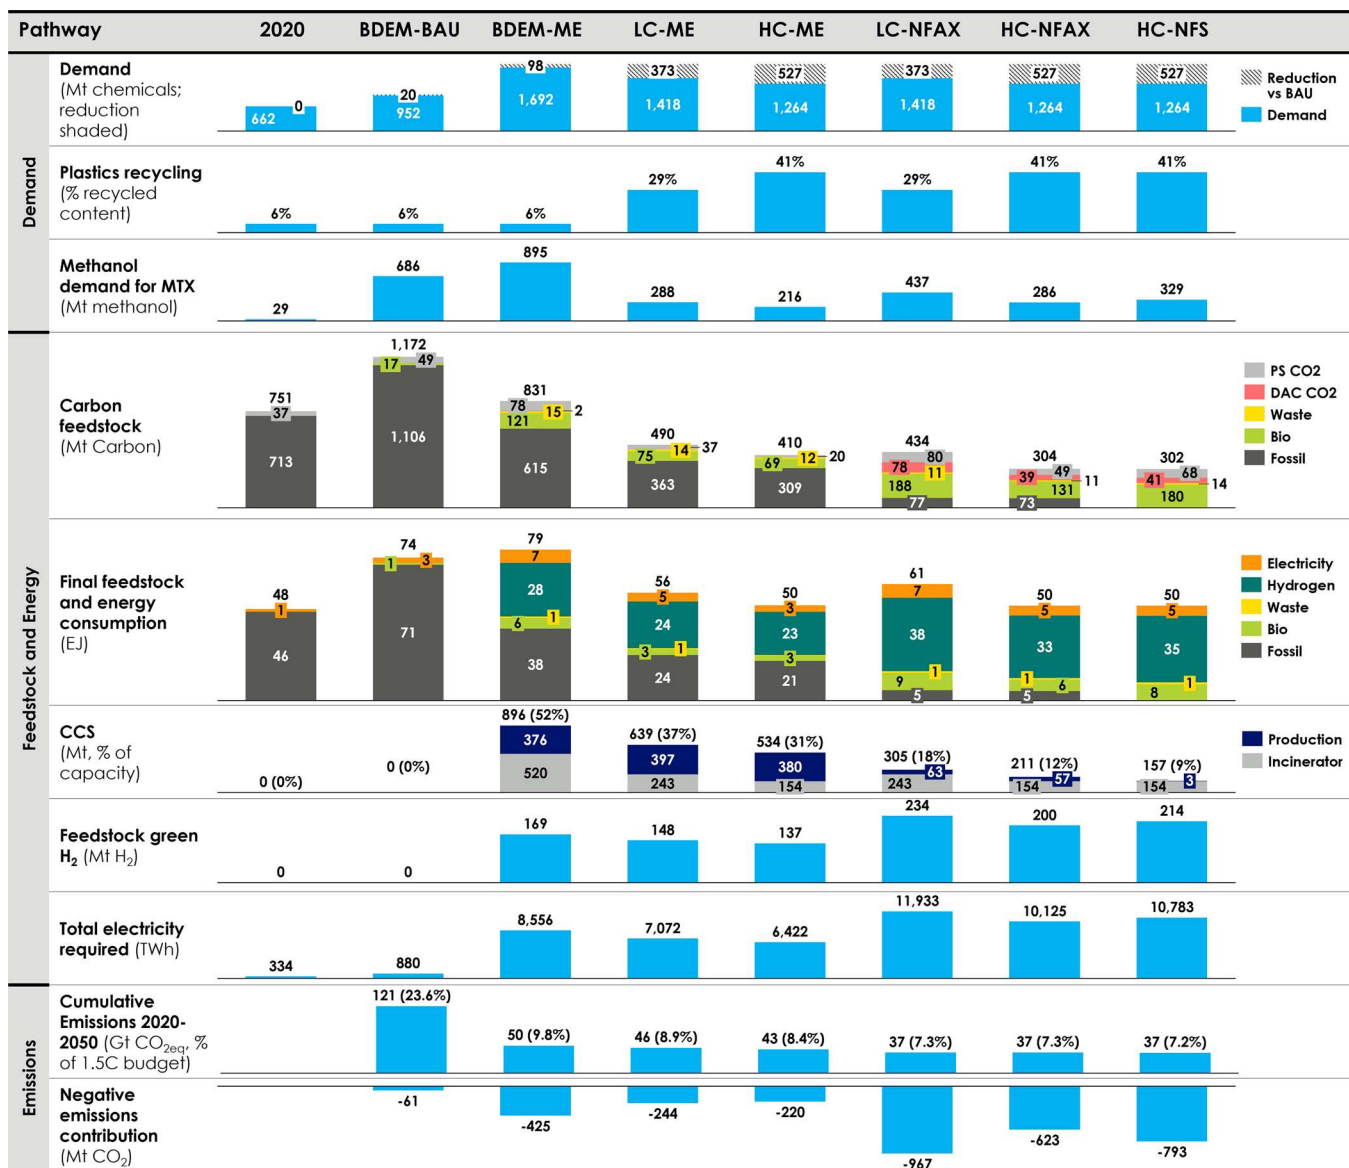 Pathway 2020 BDEM-BAU BDEM-ME LC-ME HC-ME LC-NFAX HC-NFAX HC-NFS
Demand
Demand
(Mt chemicals;
reduction
shaded)
0 20 98 373 527 373 527 527
662 952 1,692 1,418 1,264 1,418 1,264 1,264
Reduction
vs BAU
Demand
Plastics recycling
(% recycled
content)
6% 6% 6% 29% 41% 29% 41% 41%
Methanol
demand for MTX
(Mt methanol)
29 686 895 288 216 437 286 329
Feedstock and Energy
Carbon
feedstock
(Mt Carbon)
751 1,172 831 490 410 434 304 302
37 17 49 78 15 2 121 75 14 37 69 12 20 80 78 11 188 49 39 11 131 68 41 14 180
713 1,106 615 363 309 77 73
PS CO2
DAC CO2
Waste
Bio
Fossil
Final feedstock
and energy
consumption
(EJ)
48 74 79 56 50 61 50 50
1 1 3 7 5 3 7 5 5
28 24 23 38 33 35
6 1 3 1 3 9 1 1 6 8 1
46 71 38 24 21 5 5
Electricity
Hydrogen
Waste
Bio
Fossil
CCS
(Mt, % of
capacity)
0 (0%) 0 (0%) 896 (52%) 639 (37%) 534 (31%) 305 (18%) 211 (12%) 157 (9%)
376 397 380 63 57 3
520 243 154 243 154 154
Production
Incinerator
Feedstock green
H2 (Mt H2)
0 0 169 148 137 234 200 214
Total electricity
required (TWh)
334 880 8,556 7,072 6,422 11,933 10,125 10,783
Emissions
Cumulative
Emissions 2020-
2050 (Gt CO2eq, %
of 1.5C budget)
121 (23.6%) 50 (9.8%) 46 (8.9%) 43 (8.4%) 37 (7.3%) 37 (7.3%) 37 (7.2%)
Negative
emissions
contribution
(Mt CO2)
-61 -425 -244 -220 -967 -623 -793